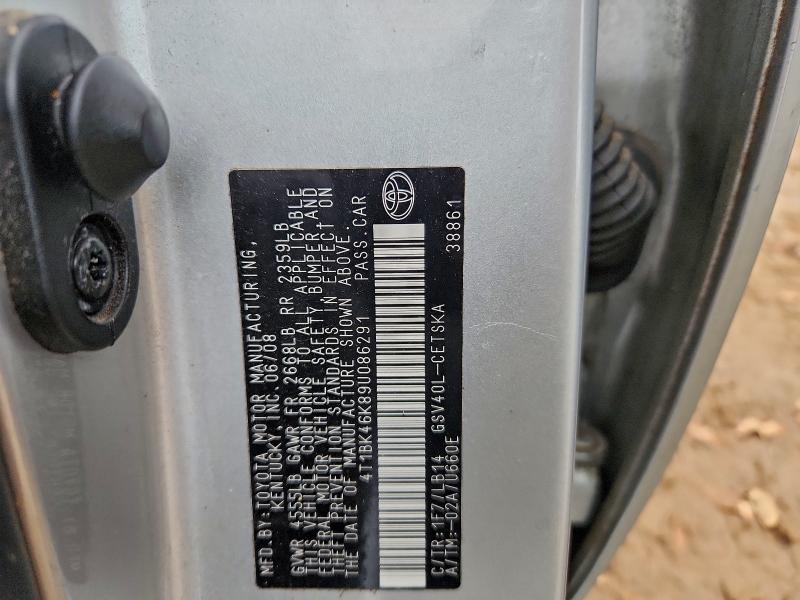 MFD.BY:TOYOTA MOTOR MANUFACTURING,
KENTUCKY, INC. 06/08
GVWR 4555LB GAWR FR 2668LB RR 2359LB
THIS VEHICLE CONFORMS TO ALL APPLICABLE
FEDERAL MOTOR VEHICLE SAFETY, BUMPER, AND
THEFT PREVENTION STANDARDS IN EFFECT ON
THE DATE OF MANUFACTURE SHOWN ABOVE.
4T1BK46K89U086291 PASS.CAR
C/TR:1F7/LB14 GSV40L-CETSKA 38861
A/TM:-02A/U660E